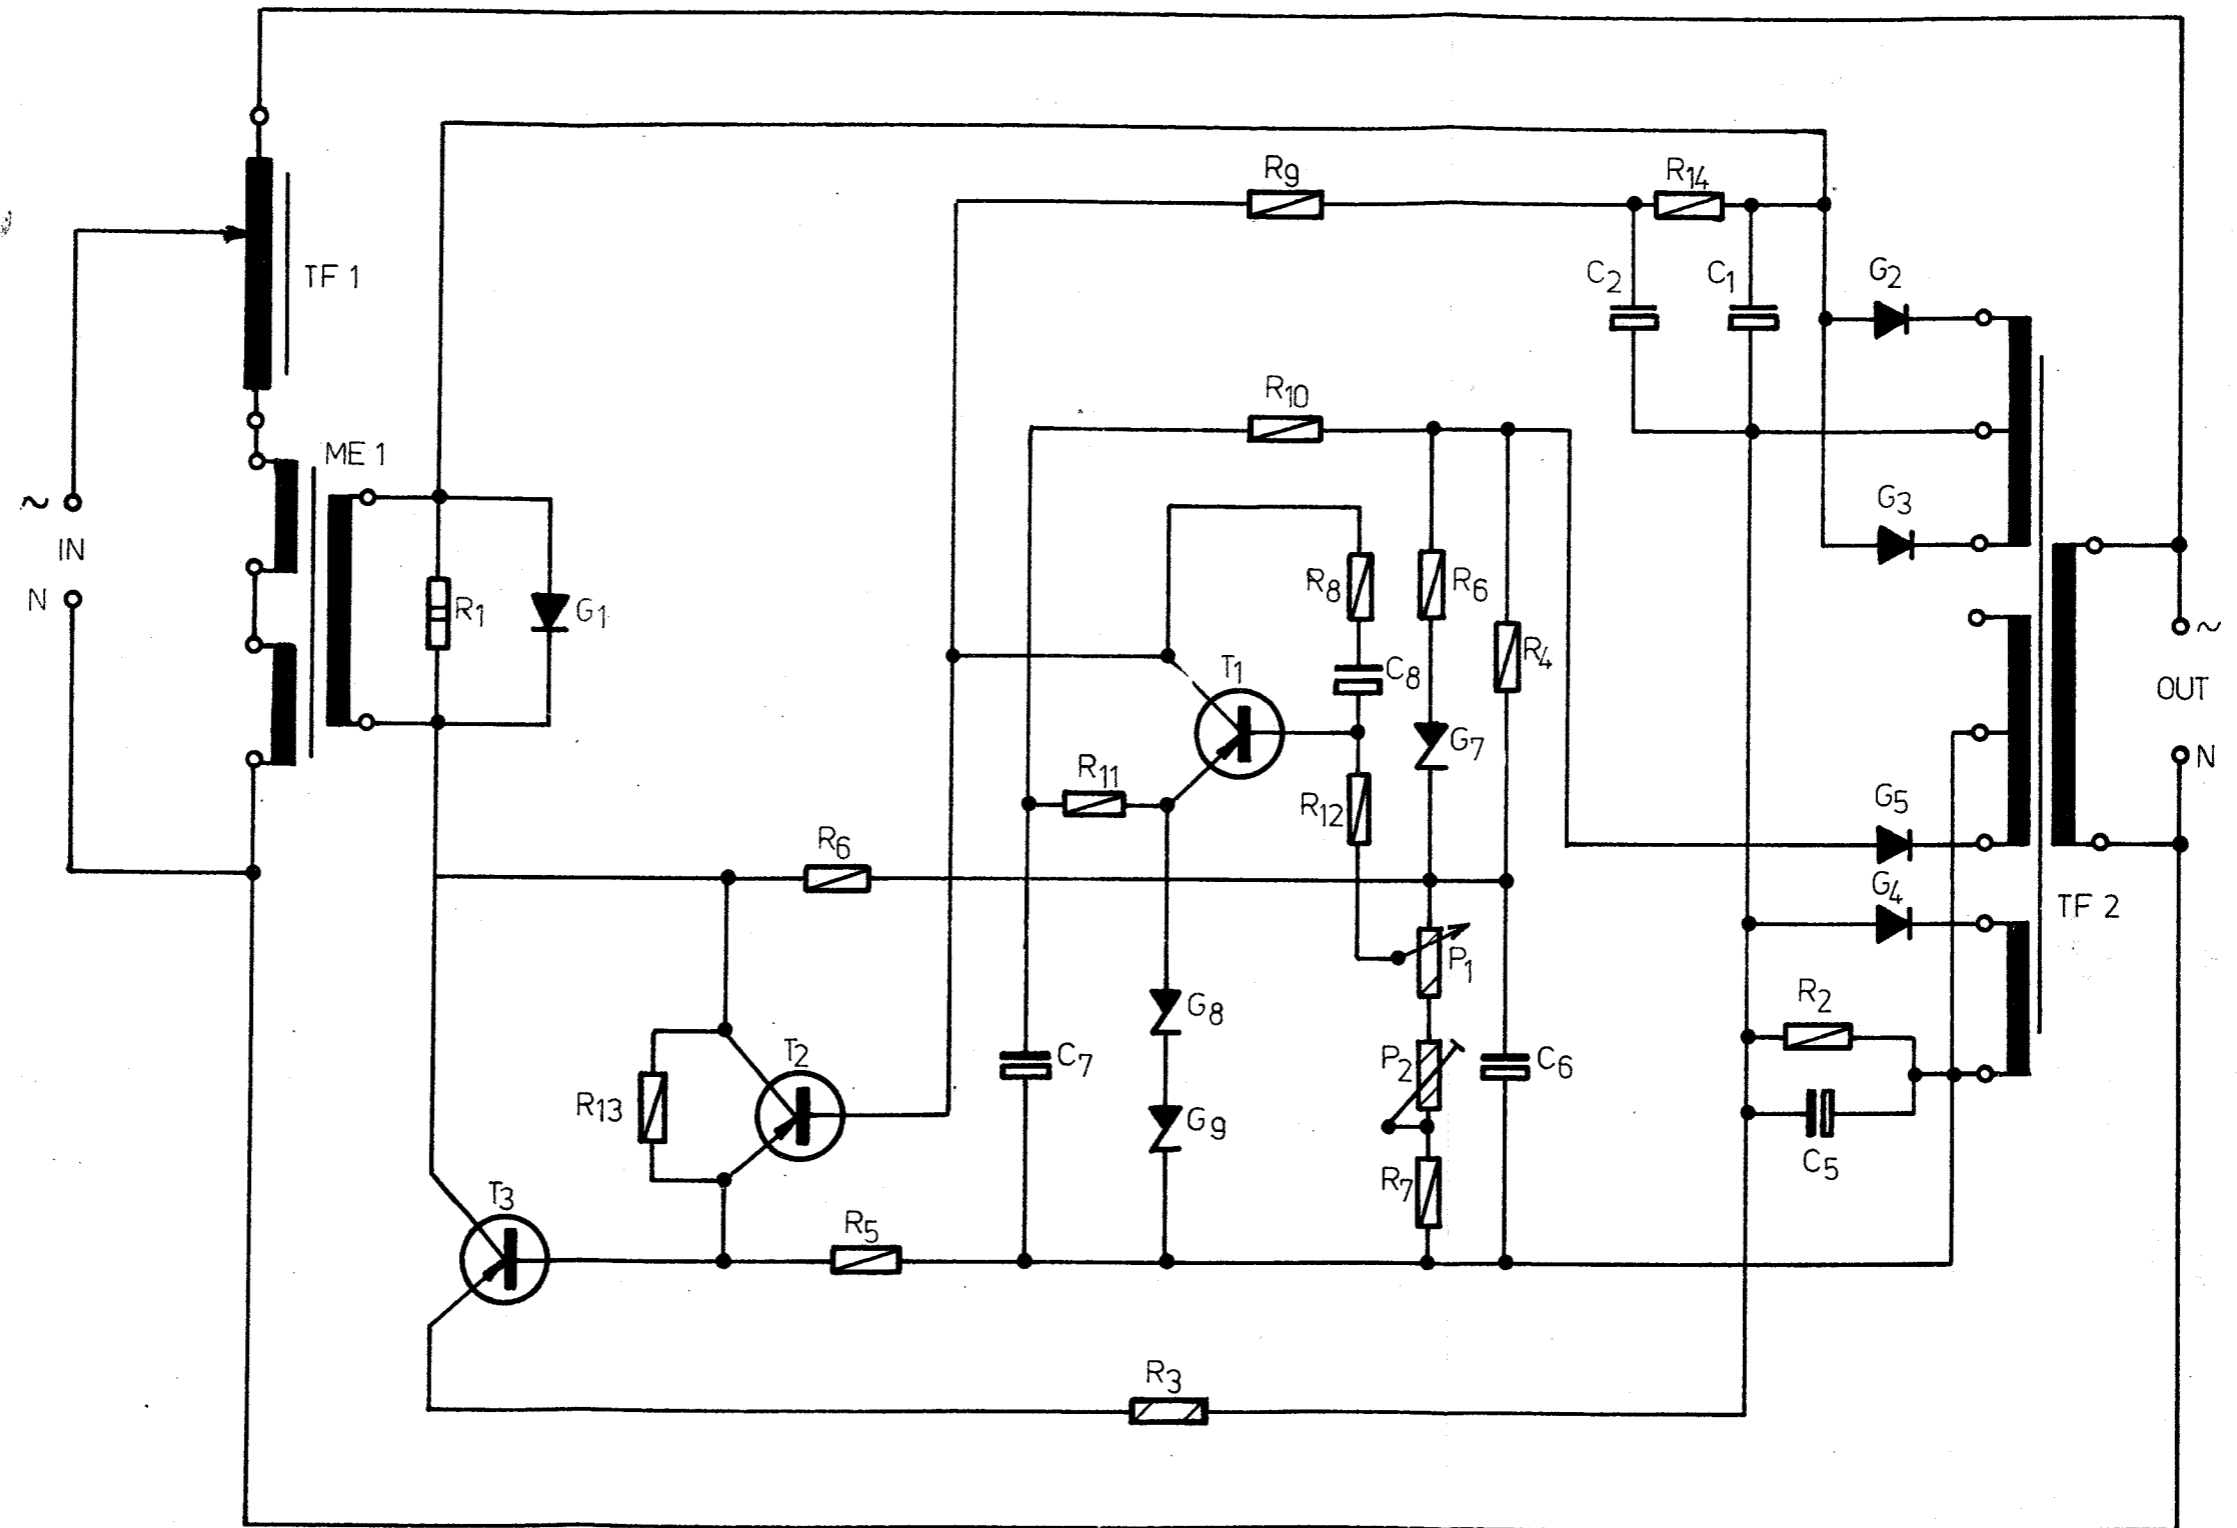 R9
R14
TF 1
C2
C1
G2
R10
ME 1
G3
~
IN
N
R1
G1
R8
R6
R4
~
OUT
N
T1
C8
G7
R11
R12
G5
R6
G4
TF 2
P1
R2
G8
T2
C7
P2
C6
R13
G9
C5
R7
T3
R5
R3